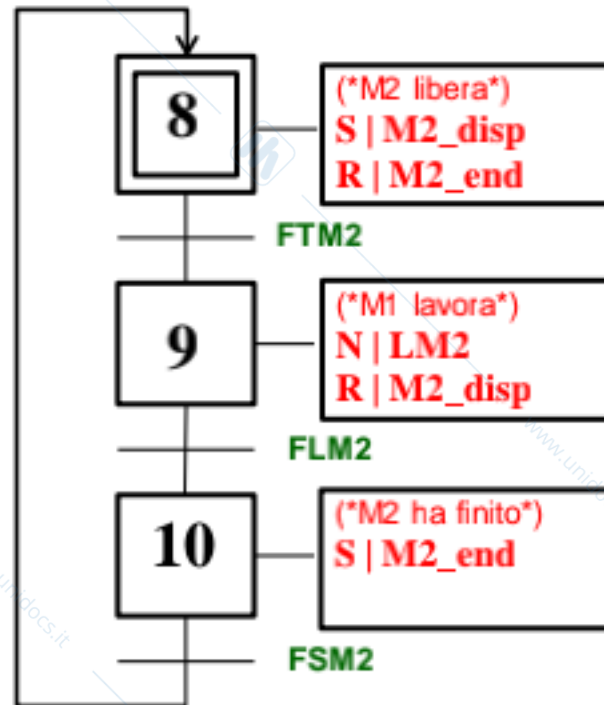 8
(*M2 libera*)
S | M2_disp
R | M2_end
FTM2
9
(*M1 lavora*)
N | LM2
R | M2_disp
FLM2
10
(*M2 ha finito*)
S | M2_end
FSM2